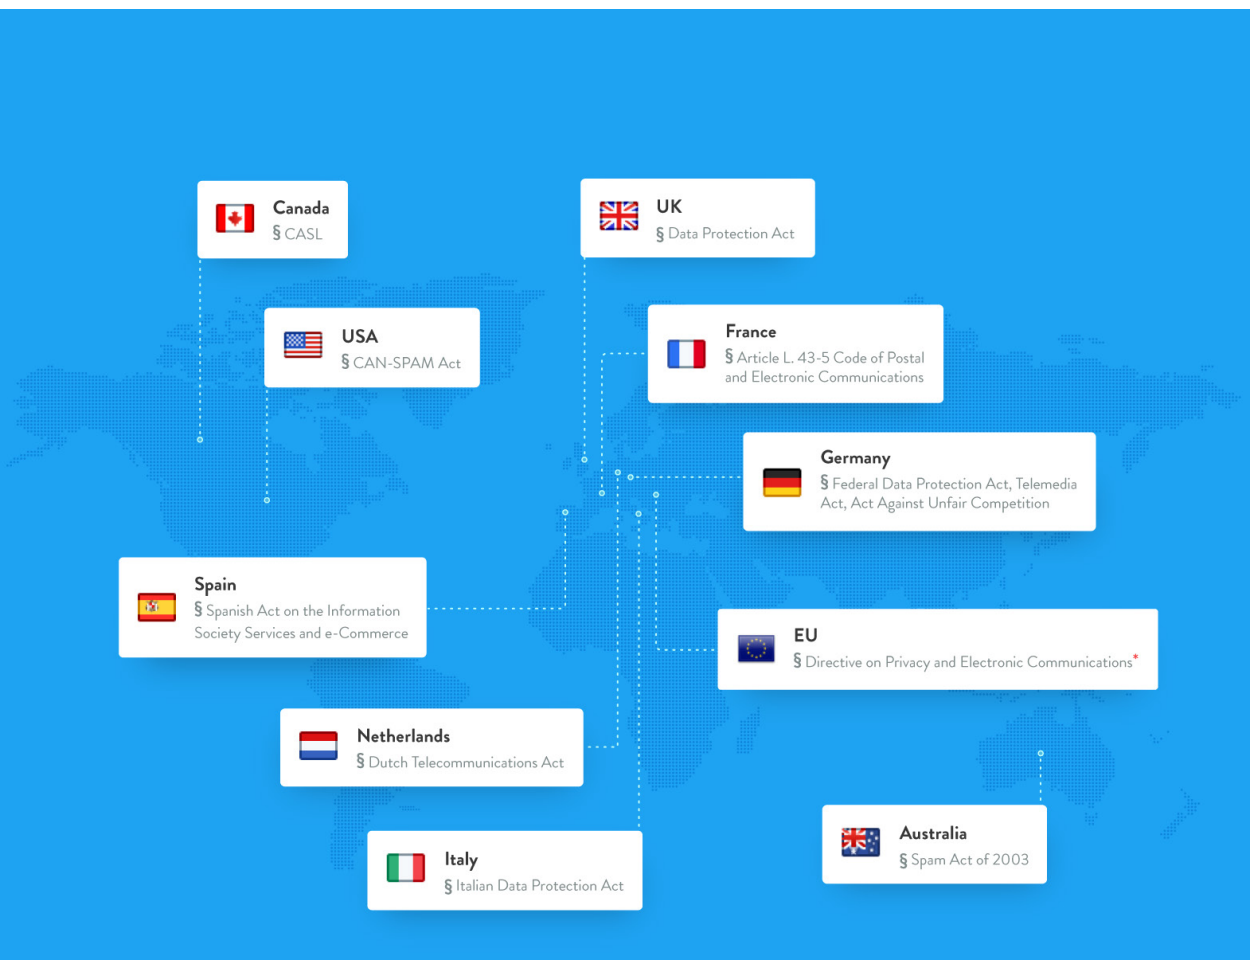 Canada
§ CASL
UK
§ Data Protection Act
USA
§ CAN-SPAM Act
France
§ Article L. 43-5 Code of Postal
and Electronic Communications
Germany
§ Federal Data Protection Act, Telemedia
Act, Act Against Unfair Competition
Spain
§ Spanish Act on the Information
Society Services and e-Commerce
EU
§ Directive on Privacy and Electronic Communications*
Netherlands
§ Dutch Telecommunications Act
Australia
§ Spam Act of 2003
Italy
§ Italian Data Protection Act